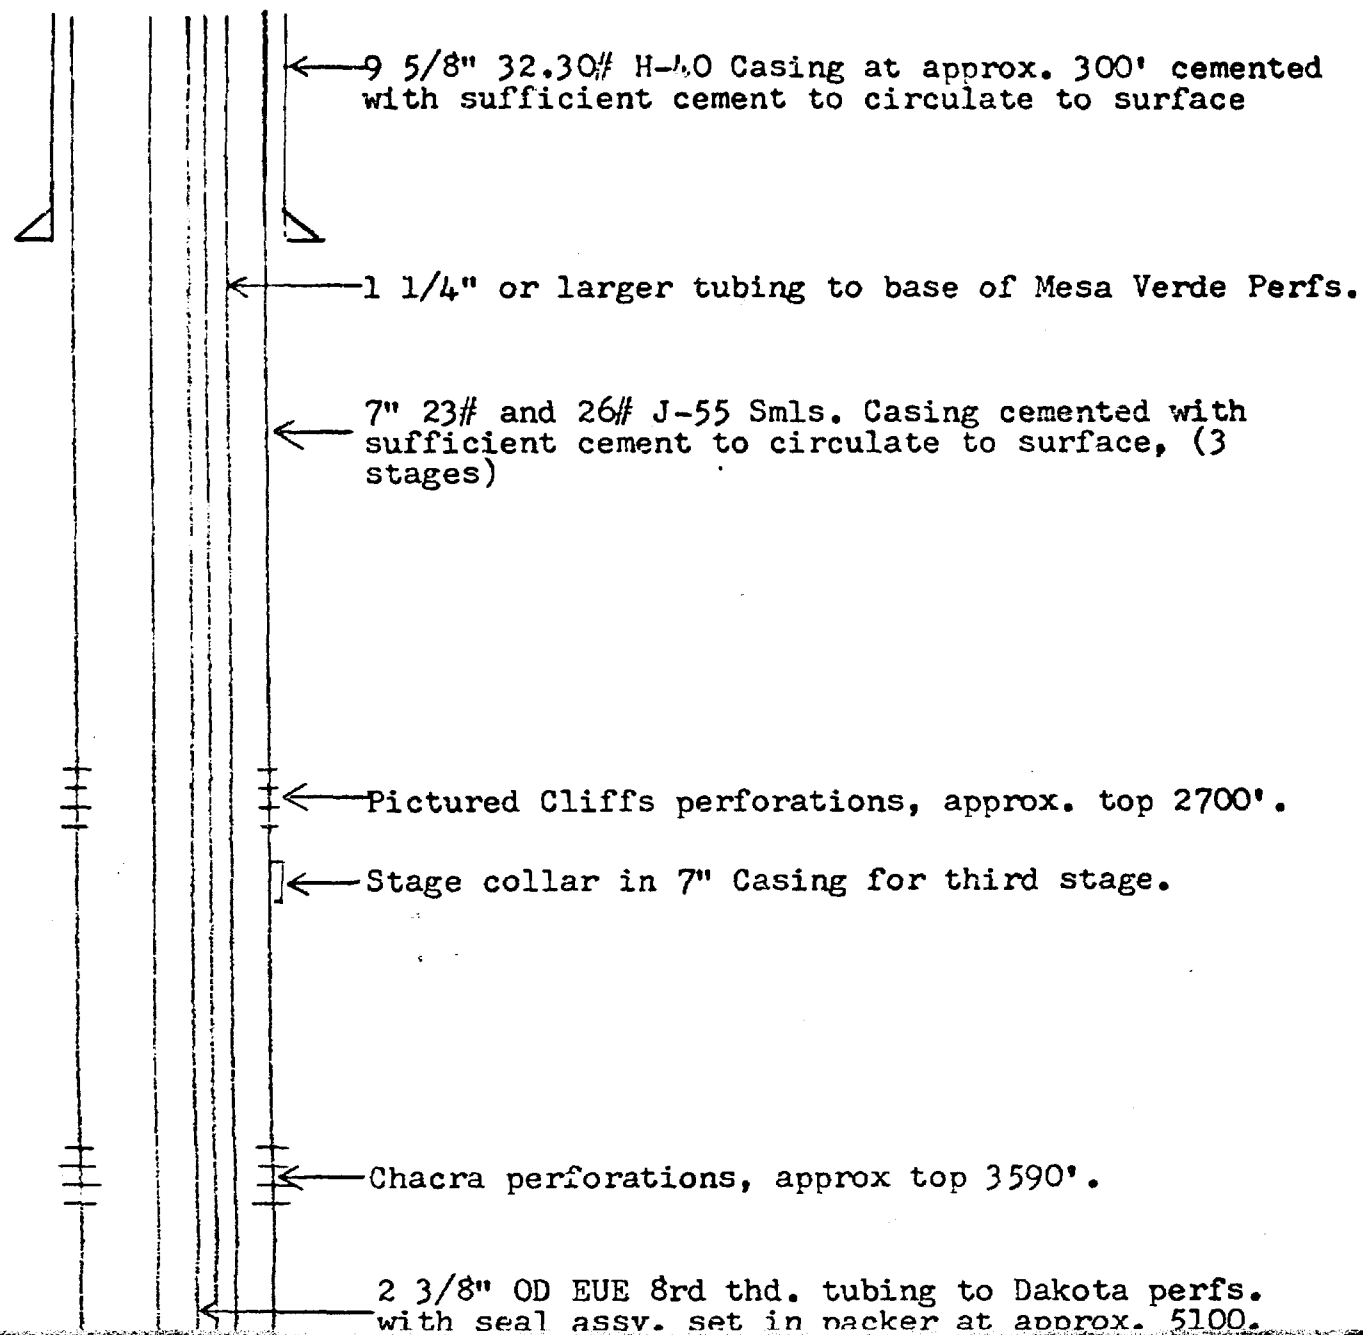 9 5/8" 32.30# H-40 Casing at approx. 300' cemented
with sufficient cement to circulate to surface
1 1/4" or larger tubing to base of Mesa Verde Perfs.
7" 23# and 26# J-55 Smls. Casing cemented with
sufficient cement to circulate to surface, (3
stages)
Pictured Cliffs perforations, approx. top 2700'.
Stage collar in 7" Casing for third stage.
Chacra perforations, approx top 3590'.
2 3/8" OD EUE 8rd thd. tubing to Dakota perfs.
with seal assy. set in packer at approx. 5100.